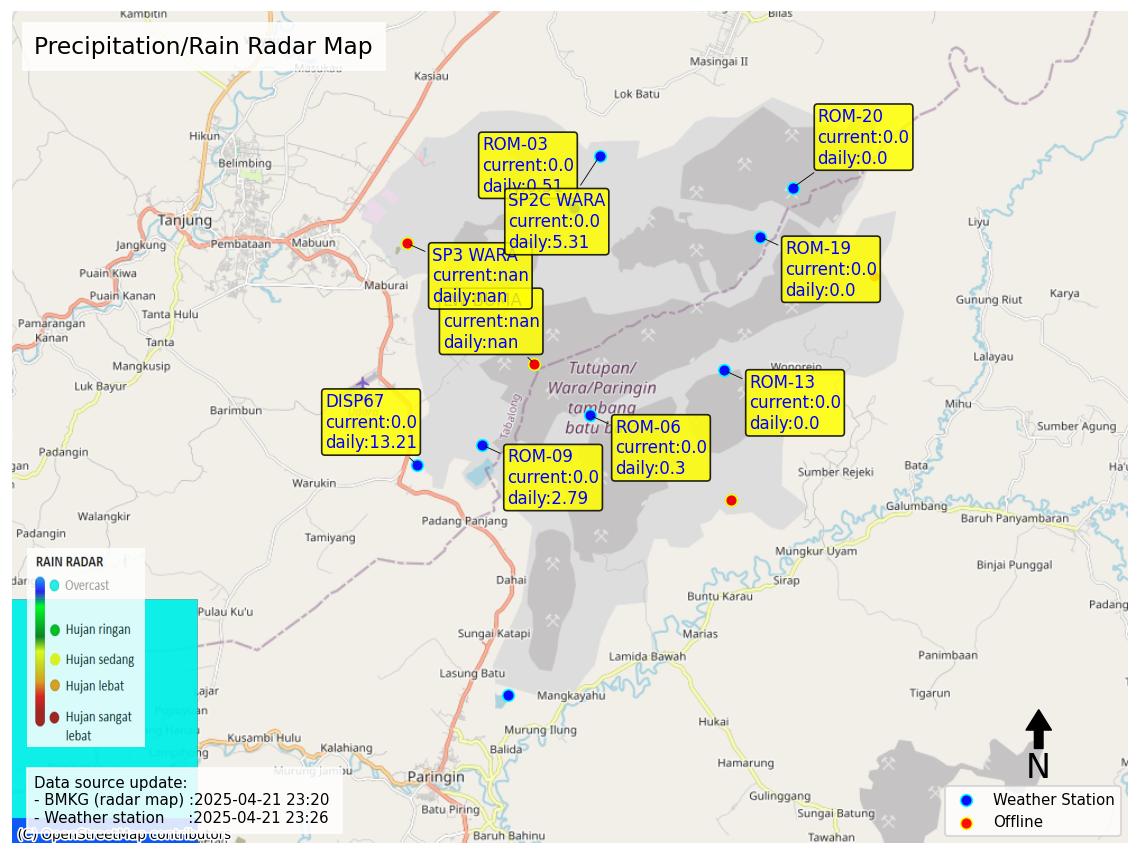 Precipitation/Rain Radar Map
Kambitin
Bilas
Masukau
Kasiau
Masingai II
Lok Batu
Hikun
Belimbing
ROM-03
current:0.0
daily:0.51
ROM-20
current:0.0
daily:0.0
SP2C WARA
current:0.0
daily:5.31
Tanjung
Jangkung
Pembataan
Mabuun
Liyu
SP3 WARA
current:nan
daily:nan
ROM-19
current:0.0
daily:0.0
Puain Kiwa
Maburai
Puain Kanan
Tanta Hulu
Gunung Riut
Karya
current:nan
daily:nan
Pamarangan
Kanan
Tanta
Mangkusip
Luk Bayur
Lalayau
Wonorejo
Tutupan/
Wara/Paringin
tambang
batu b
Tabalong
ROM-13
current:0.0
daily:0.0
DISP67
current:0.0
daily:13.21
Barimbun
Mihu
ROM-06
current:0.0
daily:0.3
Sumber Agung
ROM-09
current:0.0
daily:2.79
gan
Padangin
Warukin
Sumber Rejeki
Bata
Hamp
Galumbang
Baruh Panyambaran
Walangkir
Padang Panjang
Padangin
Tamiyang
Mungkur Uyam
Binjai Punggal
RAIN RADAR
Overcast
Hujan ringan
Hujan sedang
Hujan lebat
Hujan sangat
lebat
Dahai
Sirap
Buntu Karau
Padang
Pulau Ku'u
Sungai Katapi
Marias
Lamida Bawah
Panimbaan
Lasung Batu
Mangkayahu
Tigarun
Murung Ilung
Hukai
Kusambi Hulu
Kalahiang
Balida
Hamarung
Murung Jambu
Paringin
N
Data source update:
- BMKG (radar map) :2025-04-21 23:20
- Weather station :2025-04-21 23:26
Batu Piring
Gulinggang
Sungai Batung
Weather Station
Offline
(C) OpenStreetMap contributors
Baruh Bahinu
Tawahan